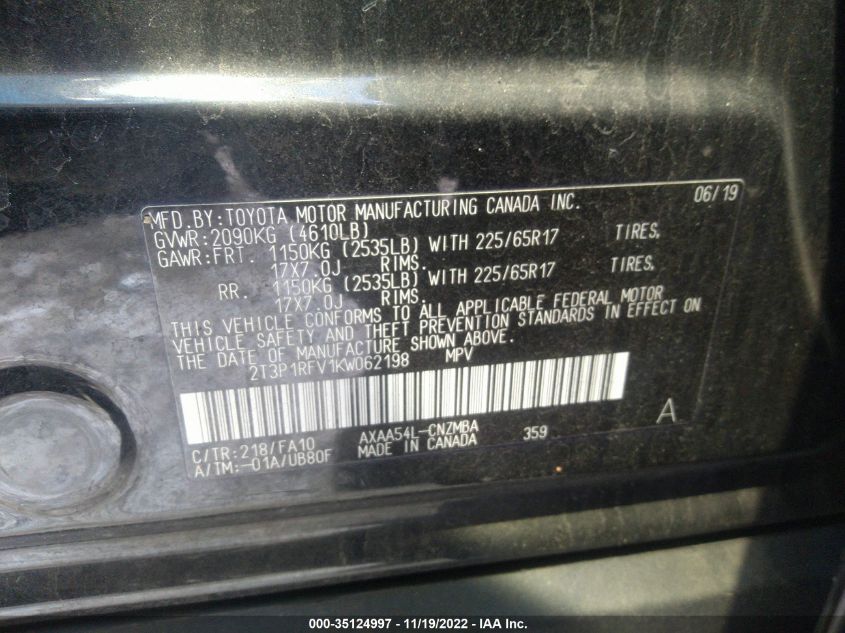 MFD.BY:TOYOTA MOTOR MANUFACTURING CANADA INC. 06/19
GVWR:2090KG (4610LB)
GAWR:FRT. 1150KG (2535LB) WITH 225/65R17 TIRES,
17X7.0J RIMS.
RR. 1150KG (2535LB) WITH 225/65R17 TIRES,
17X7.0J RIMS.
THIS VEHICLE CONFORMS TO ALL APPLICABLE FEDERAL MOTOR
VEHICLE SAFETY AND THEFT PREVENTION STANDARDS IN EFFECT ON
THE DATE OF MANUFACTURE SHOWN ABOVE.
2T3P1RFV1KW062198 MPV
C/TR:218/FA10 AXAA54L-CNZMBA 359 A
A/TM:-01A/UB80F MADE IN CANADA
000-35124997 - 11/19/2022 - IAA Inc.